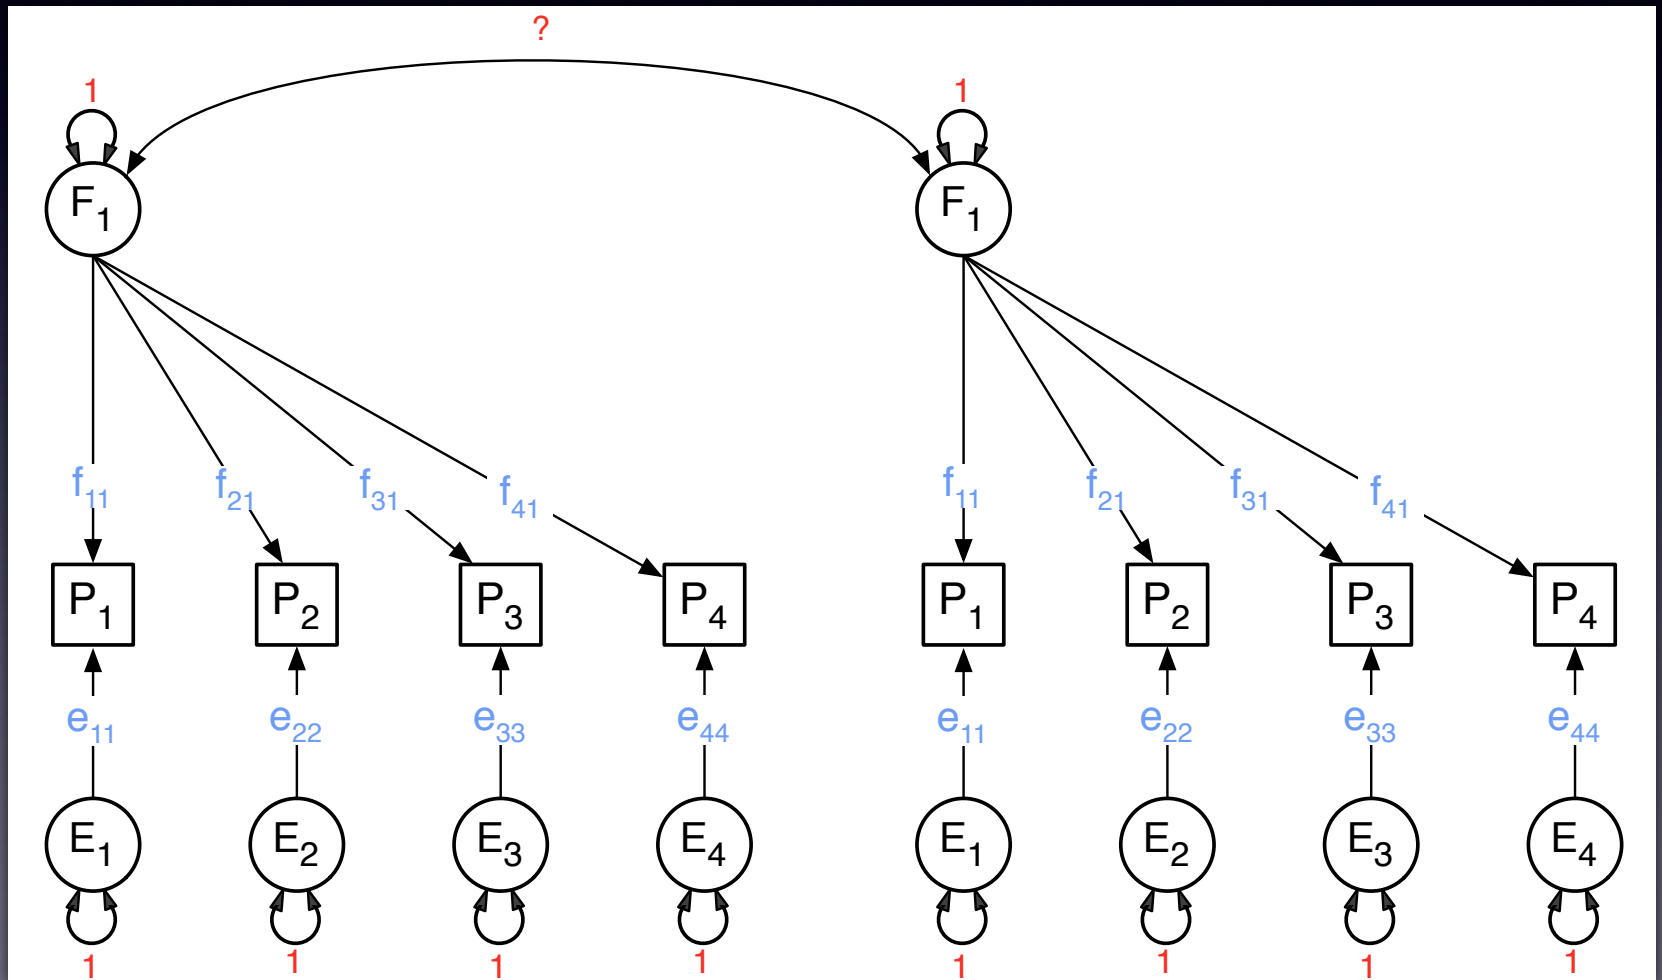 ?
1 1
F1 F1
f11 f21 f31 f41 f11 f21 f31 f41
P1 P2 P3 P4 P1 P2 P3 P4
e11 e22 e33 e44 e11 e22 e33 e44
E1 E2 E3 E4 E1 E2 E3 E4
1 1 1 1 1 1 1 1